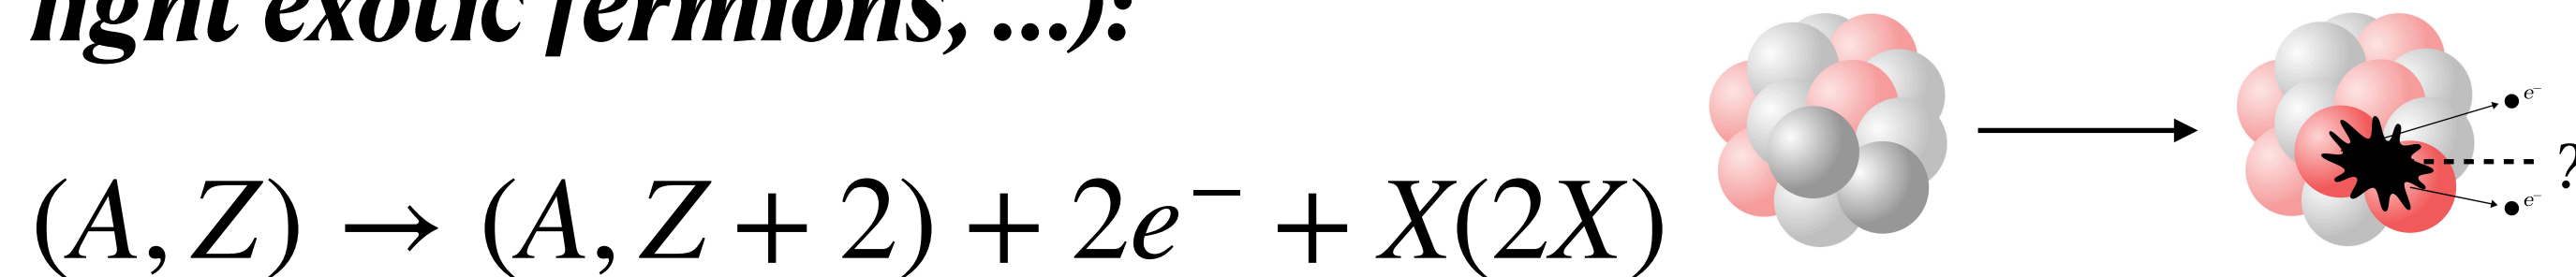 light exotic fermions, ...):
(A, Z) → (A, Z + 2) + 2e⁻ + X(2X)
e⁻
?
e⁻